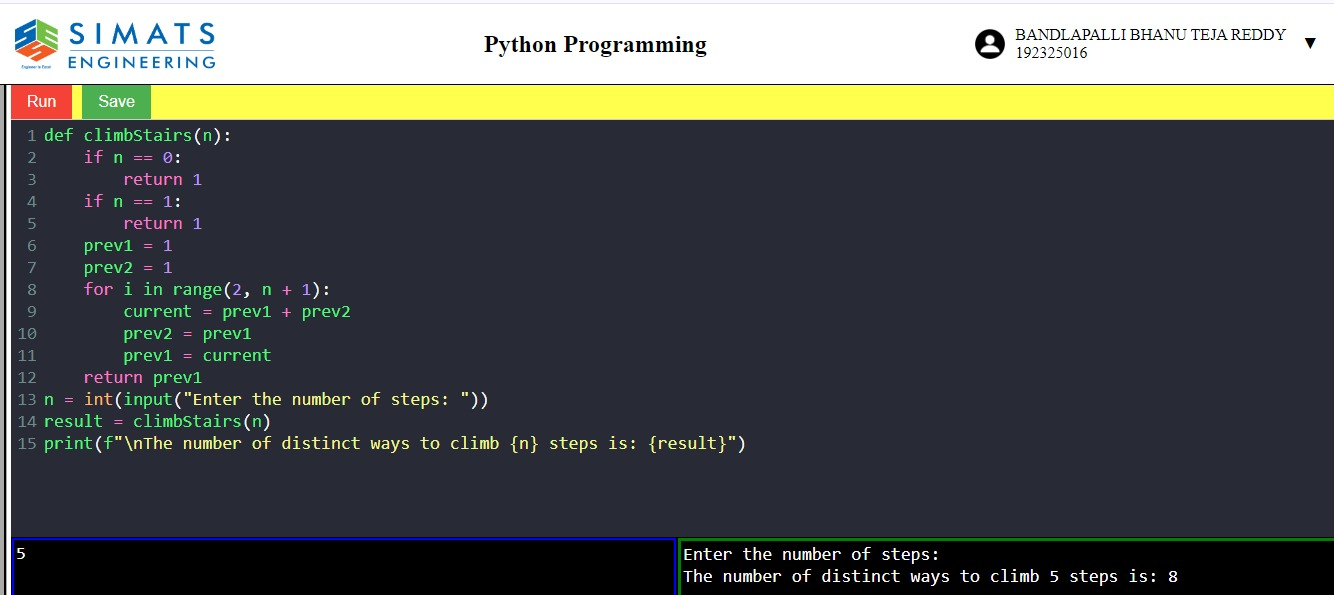 SIMATS
ENGINEERING
Engineer to Excel
Python Programming
BANDLAPALLI BHANU TEJA REDDY
192325016
▼
Run Save
1 def climbStairs(n):
2     if n == 0:
3         return 1
4     if n == 1:
5         return 1
6     prev1 = 1
7     prev2 = 1
8     for i in range(2, n + 1):
9         current = prev1 + prev2
10         prev2 = prev1
11         prev1 = current
12     return prev1
13 n = int(input("Enter the number of steps: "))
14 result = climbStairs(n)
15 print(f"\nThe number of distinct ways to climb {n} steps is: {result}")
5
Enter the number of steps:
The number of distinct ways to climb 5 steps is: 8